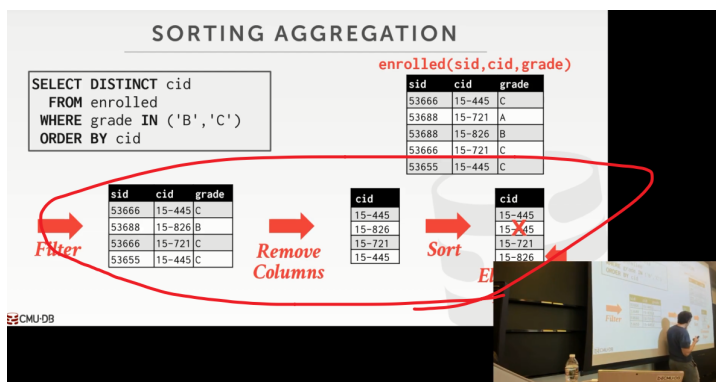 SORTING AGGREGATION
SELECT DISTINCT cid
FROM enrolled
WHERE grade IN ('B','C')
ORDER BY cid
enrolled(sid,cid,grade)
sid cid grade
53666 15-445 C
53688 15-721 A
53688 15-826 B
53666 15-721 C
53655 15-445 C
Filter
sid cid grade
53666 15-445 C
53688 15-826 B
53666 15-721 C
53655 15-445 C
Remove
Columns
cid
15-445
15-826
15-721
15-445
Sort
cid
15-445
15-445
15-721
15-826
CMU·DB
Filter